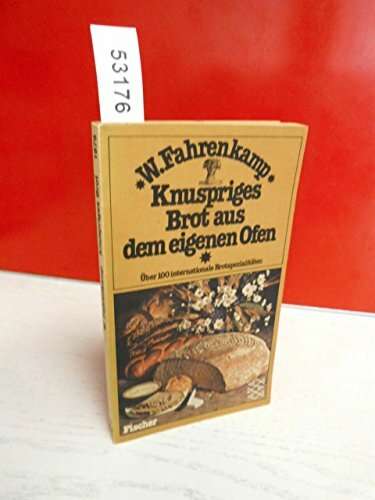 53176
*W. Fahrenkamp*
Knuspriges
Brot aus
dem eigenen Ofen
*
Über 100 internationale Brotspezialitäten
Fischer